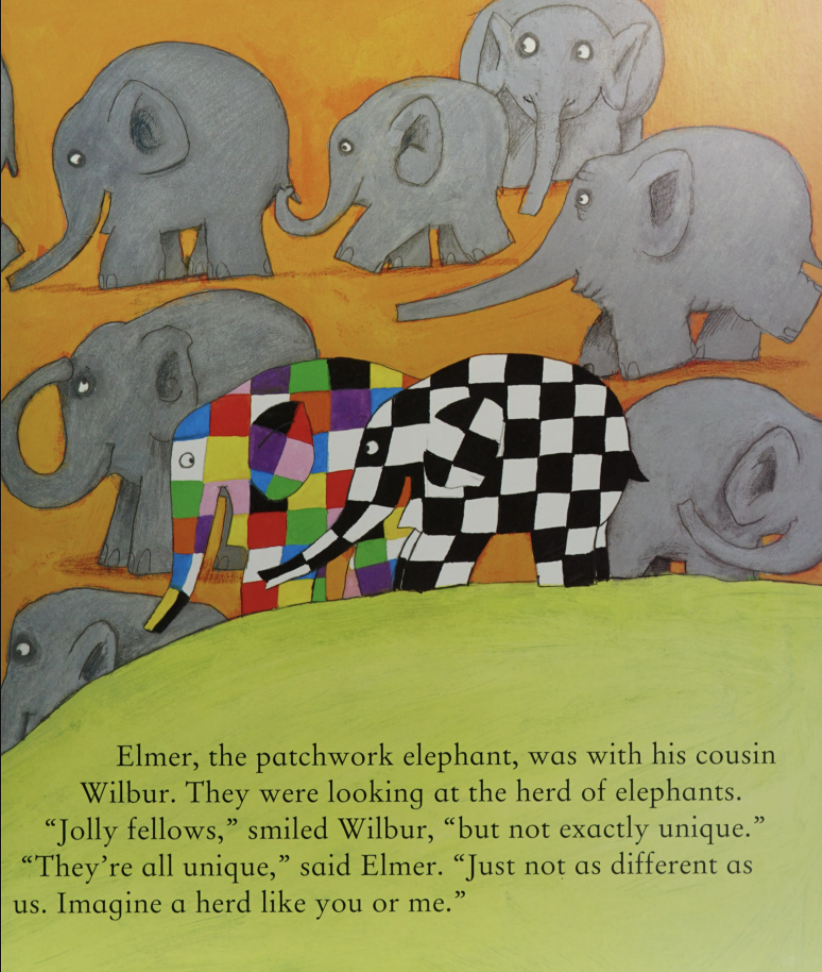 Elmer, the patchwork elephant, was with his cousin
Wilbur. They were looking at the herd of elephants.
“Jolly fellows,” smiled Wilbur, “but not exactly unique.”
“They’re all unique,” said Elmer. “Just not as different as
us. Imagine a herd like you or me.”